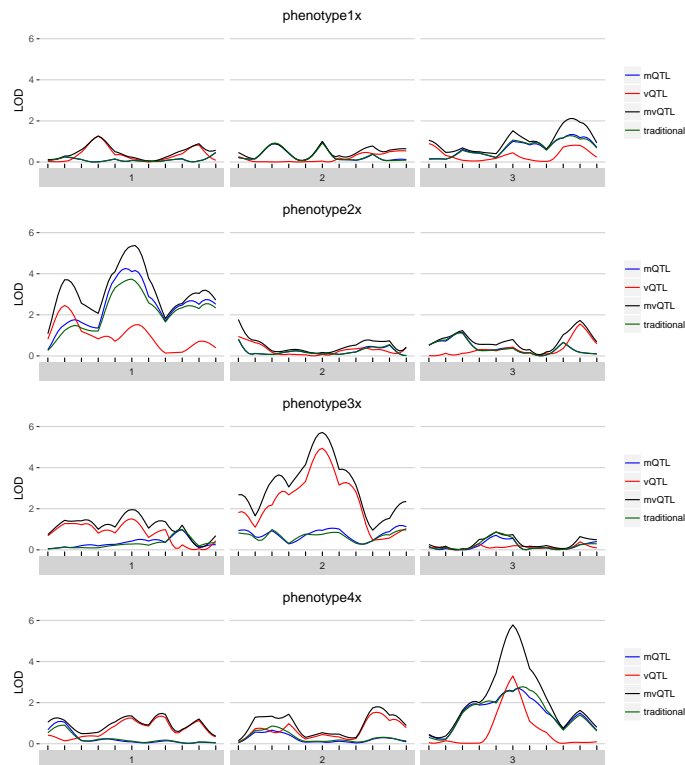 phenotype1x
6
4
2
0
LOD
1
2
3
mQTL
vQTL
mvQTL
traditional
phenotype2x
6
4
2
0
LOD
1
2
3
mQTL
vQTL
mvQTL
traditional
phenotype3x
6
4
2
0
LOD
1
2
3
mQTL
vQTL
mvQTL
traditional
phenotype4x
6
4
2
0
LOD
1
2
3
mQTL
vQTL
mvQTL
traditional